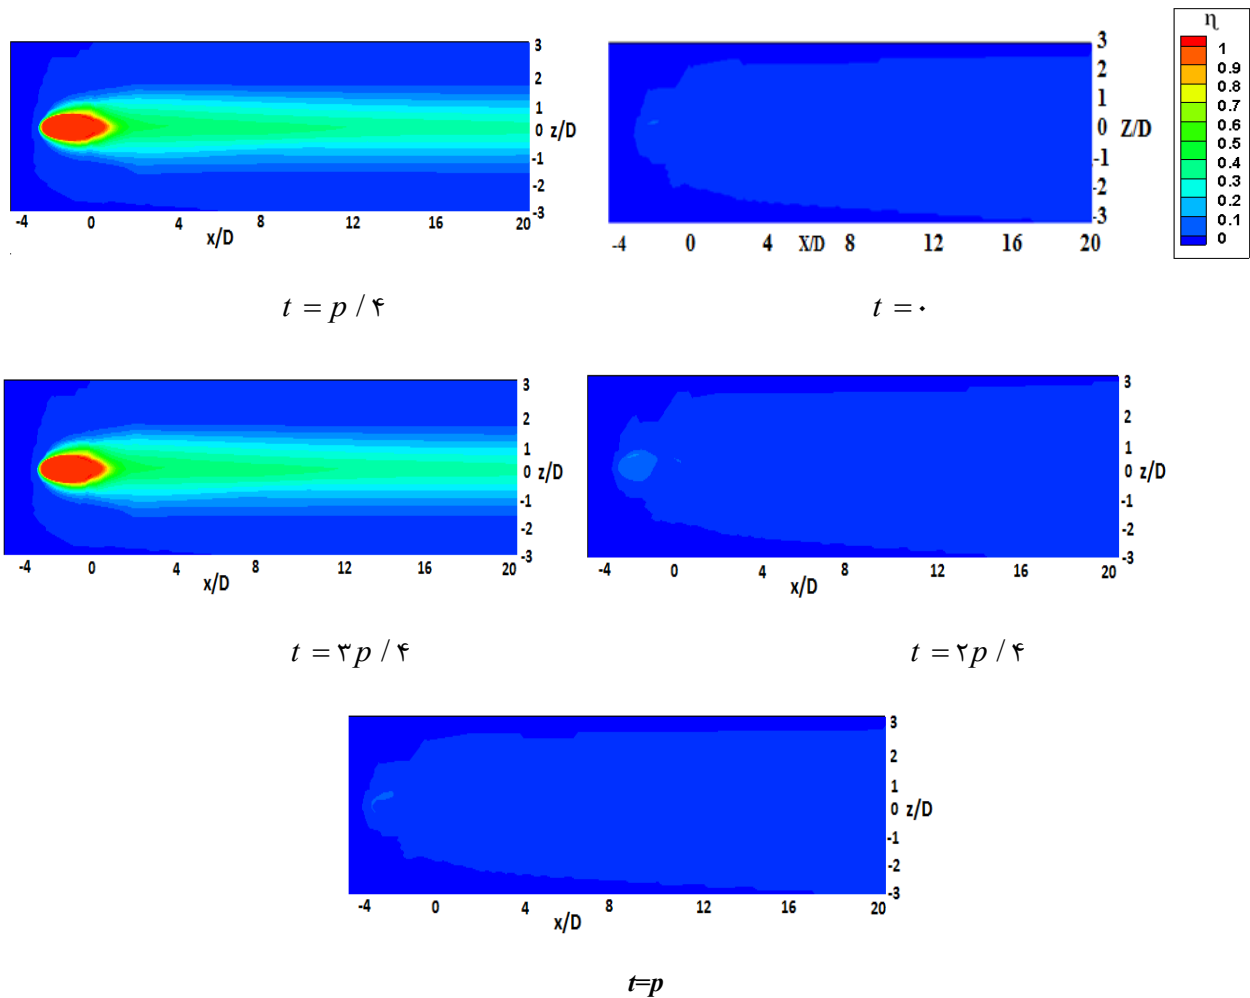 η
1
0.9
0.8
0.7
0.6
0.5
0.4
0.3
0.2
0.1
0
3
2
1
0 z/D
-1
-2
-3
-4 0 4 8 12 16 20
x/D
t = p / ۴
3
2
1
0 Z/D
-1
-2
-3
-4 0 4 X/D 8 12 16 20
t = ۰
3
2
1
0 z/D
-1
-2
-3
-4 0 4 8 12 16 20
x/D
t = ۳p / ۴
3
2
1
0 z/D
-1
-2
-3
-4 0 4 8 12 16 20
x/D
t = ۲p / ۴
3
2
1
0 z/D
-1
-2
-3
-4 0 4 8 12 16 20
x/D
t=p